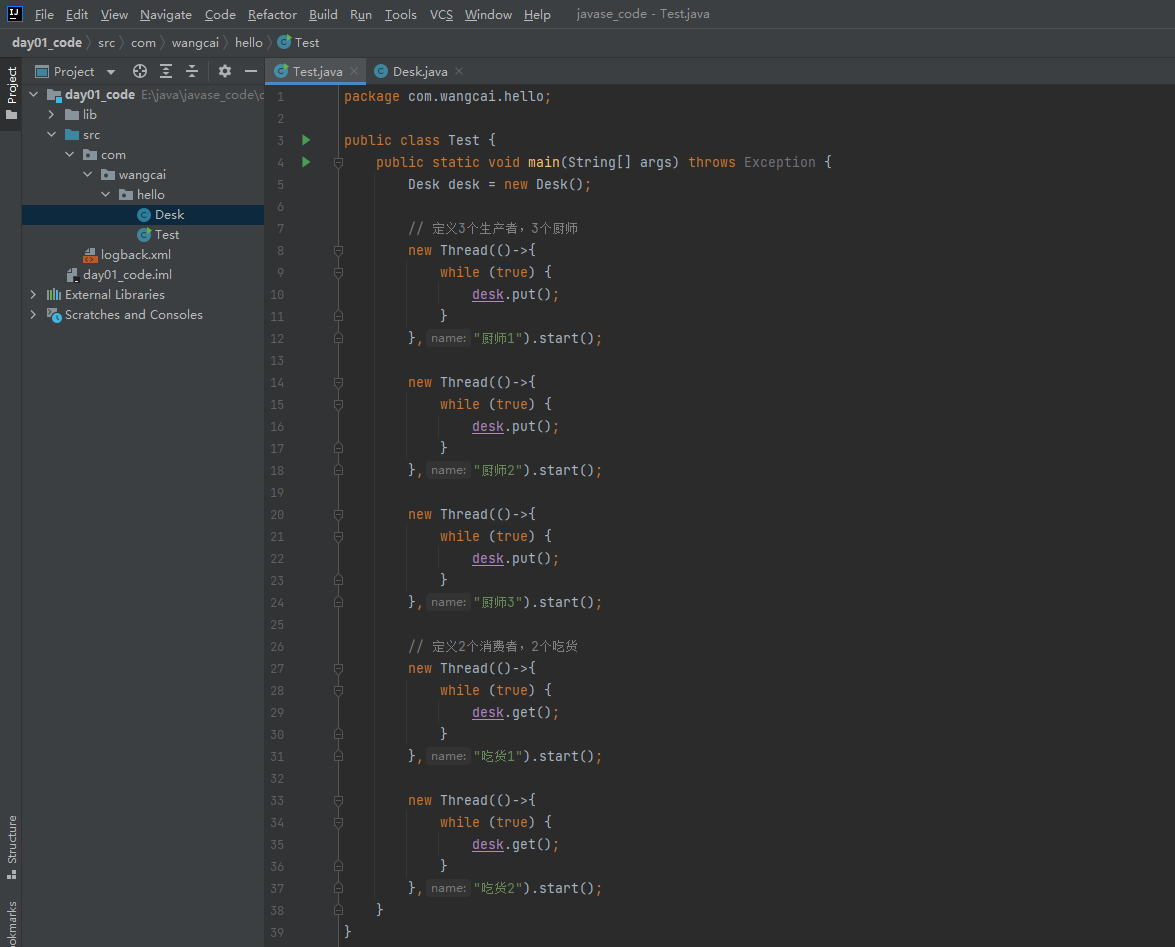 File Edit View Navigate Code Refactor Build Run Tools VCS Window Help javase_code - Test.java
day01_code src com wangcai hello Test
Project
Project
Test.java
Desk.java
day01_code E:\java\javase_code\
lib
src
com
wangcai
hello
Desk
Test
logback.xml
day01_code.iml
External Libraries
Scratches and Consoles
Structure
ookmarks
1 package com.wangcai.hello;
2
3 public class Test {
4 public static void main(String[] args) throws Exception {
5 Desk desk = new Desk();
6
7 // 定义3个生产者，3个厨师
8 new Thread(()->{
9 while (true) {
10 desk.put();
11 }
12 }, name: "厨师1").start();
13
14 new Thread(()->{
15 while (true) {
16 desk.put();
17 }
18 }, name: "厨师2").start();
19
20 new Thread(()->{
21 while (true) {
22 desk.put();
23 }
24 }, name: "厨师3").start();
25
26 // 定义2个消费者，2个吃货
27 new Thread(()->{
28 while (true) {
29 desk.get();
30 }
31 }, name: "吃货1").start();
32
33 new Thread(()->{
34 while (true) {
35 desk.get();
36 }
37 }, name: "吃货2").start();
38 }
39 }